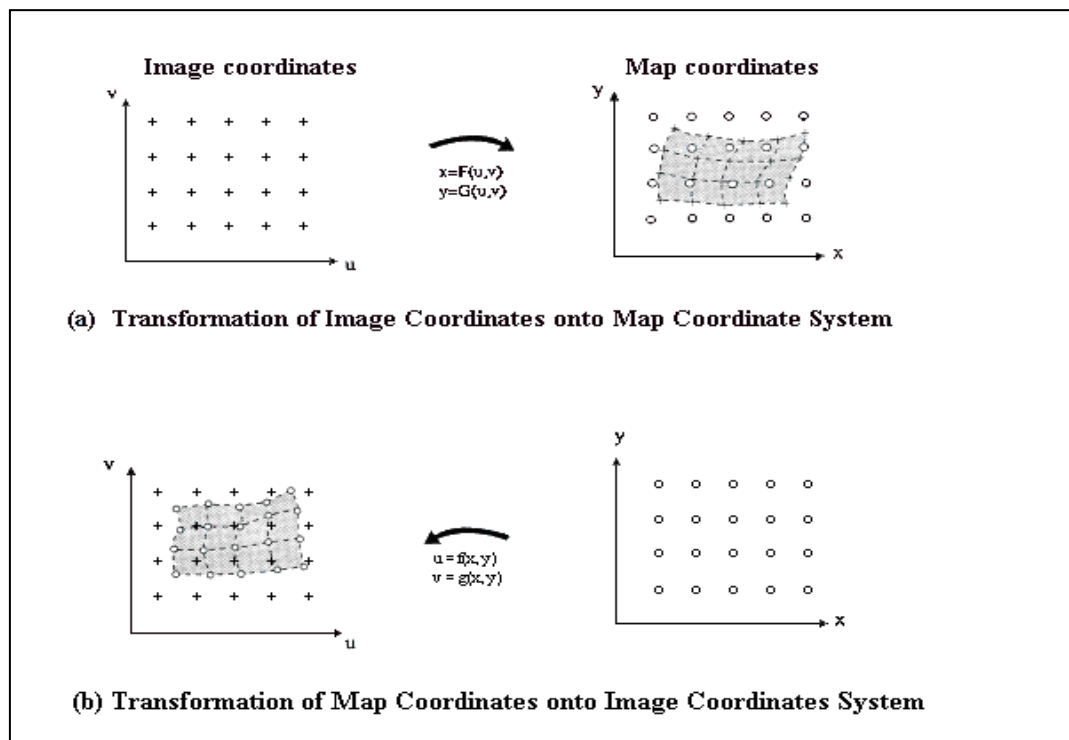 Image coordinates
Map coordinates
v
y
x=F(u,v)
y=G(u,v)
u
x
(a) Transformation of Image Coordinates onto Map Coordinate System
v
y
u = f(x, y)
v = g(x, y)
u
x
(b) Transformation of Map Coordinates onto Image Coordinates System